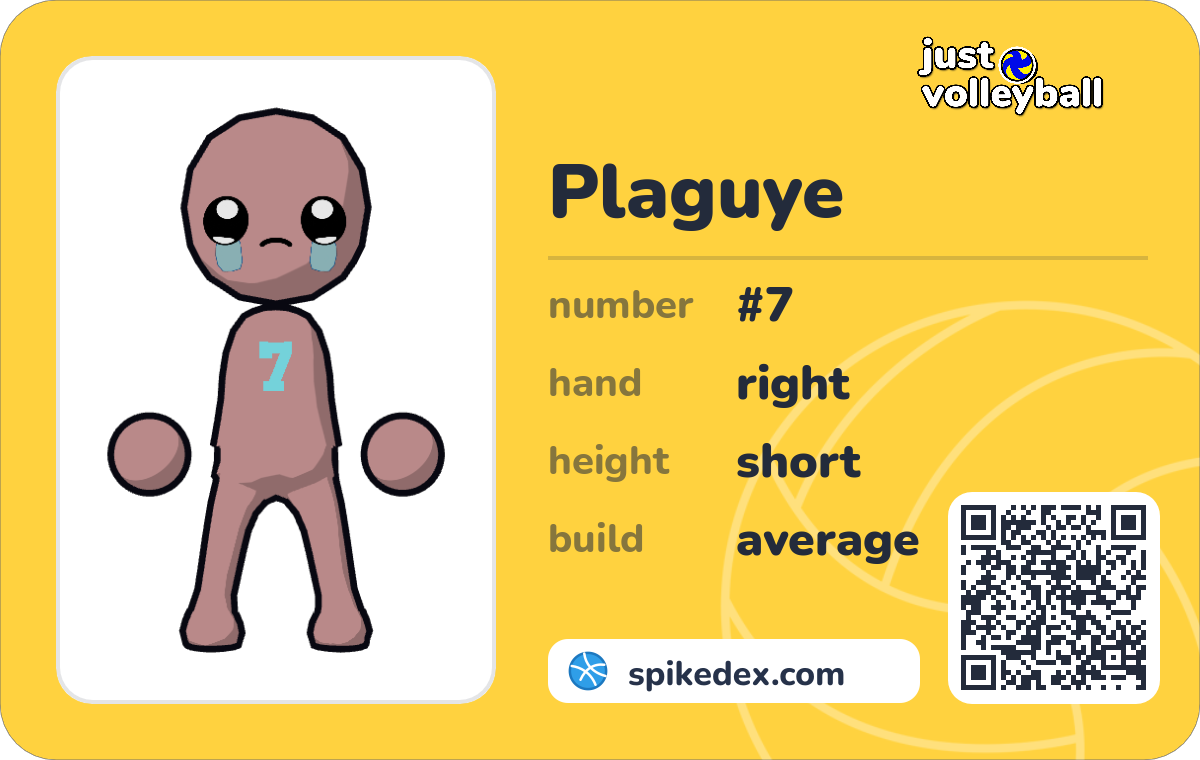 just
volleyball
Plaguye
number #7
hand right
height short
build average
7
spikedex.com